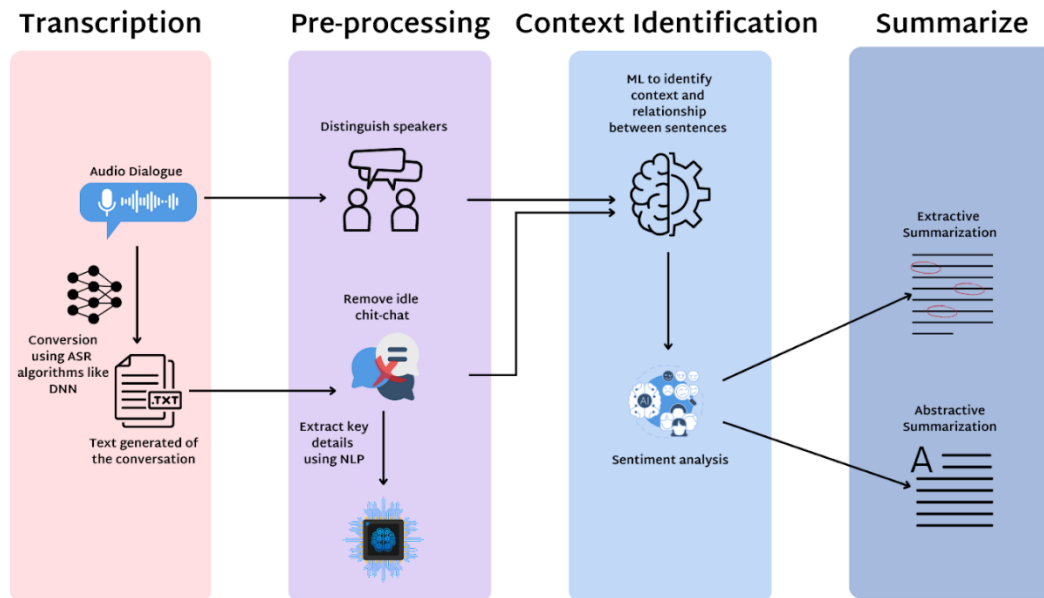 Transcription
Pre-processing
Context Identification
Summarize
Audio Dialogue
Conversion
using ASR
algorithms like
DNN
.TXT
Text generated of
the conversation
Distinguish speakers
Remove idle
chit-chat
Extract key
details
using NLP
ML to identify
context and
relationship
between sentences
AI
Sentiment analysis
Extractive
Summarization
Abstractive
Summarization
A